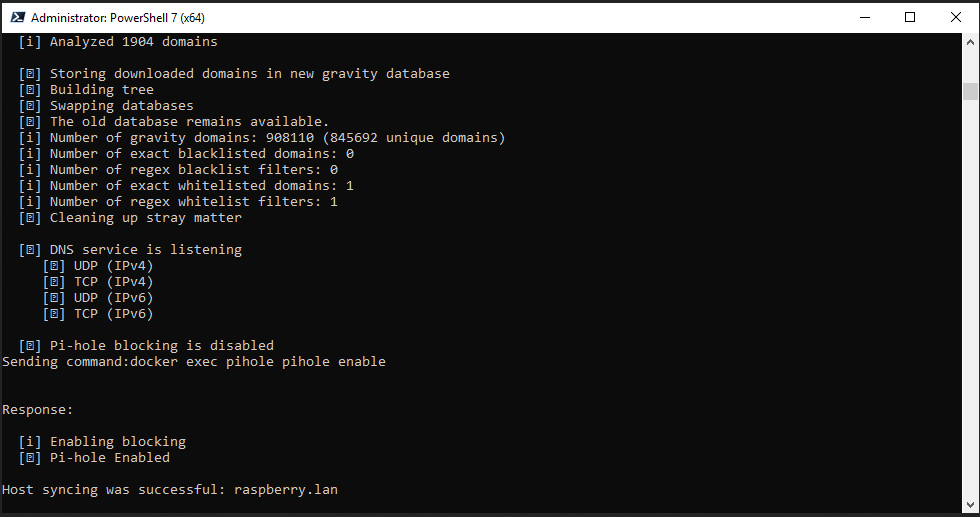 Administrator: PowerShell 7 (x64)
[i] Analyzed 1904 domains
[⍰] Storing downloaded domains in new gravity database
[⍰] Building tree
[⍰] Swapping databases
[⍰] The old database remains available.
[i] Number of gravity domains: 908110 (845692 unique domains)
[i] Number of exact blacklisted domains: 0
[i] Number of regex blacklist filters: 0
[i] Number of exact whitelisted domains: 1
[i] Number of regex whitelist filters: 1
[⍰] Cleaning up stray matter
[⍰] DNS service is listening
[⍰] UDP (IPv4)
[⍰] TCP (IPv4)
[⍰] UDP (IPv6)
[⍰] TCP (IPv6)
[⍰] Pi-hole blocking is disabled
Sending command:docker exec pihole pihole enable
Response:
[i] Enabling blocking
[⍰] Pi-hole Enabled
Host syncing was successful: raspberry.lan